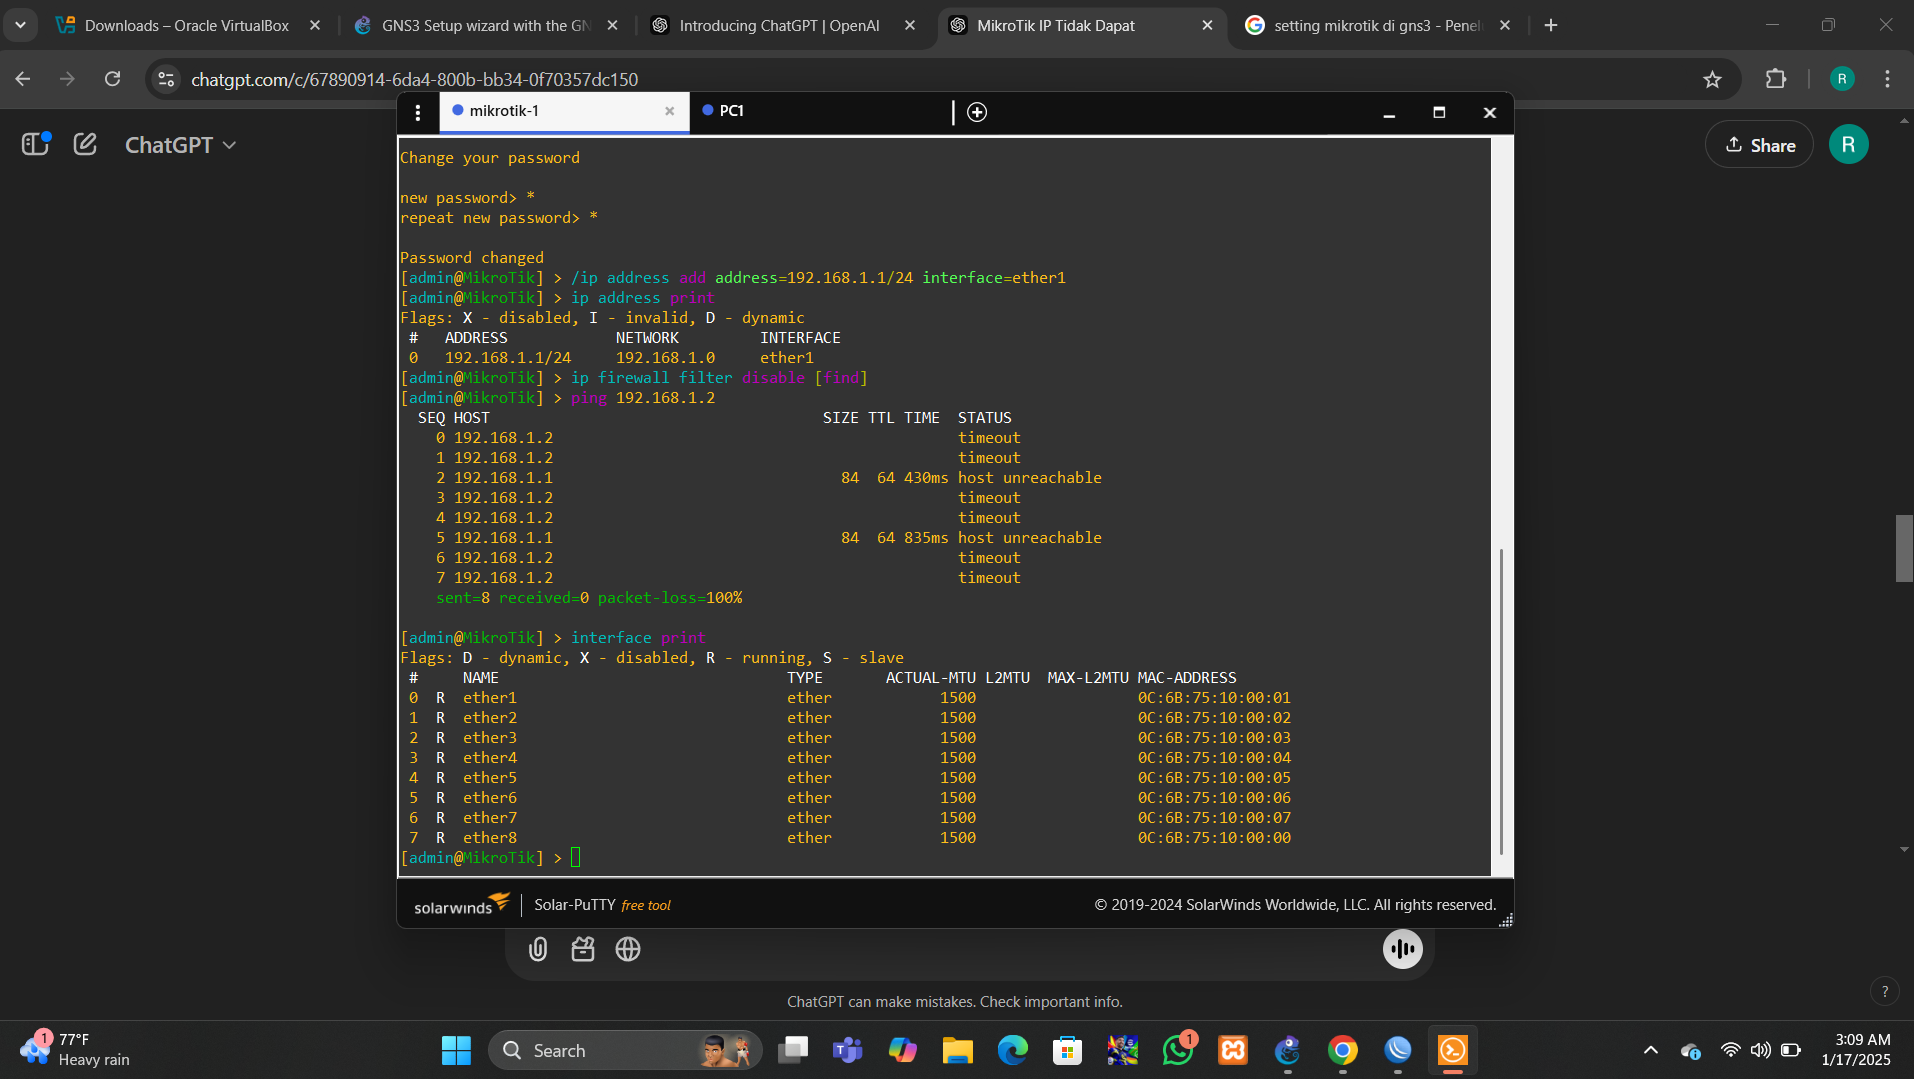 Downloads – Oracle VirtualBox
GNS3 Setup wizard with the GN
Introducing ChatGPT | OpenAI
MikroTik IP Tidak Dapat
setting mikrotik di gns3 - Penel
chatgpt.com/c/67890914-6da4-800b-bb34-0f70357dc150
R
ChatGPT
Share
R
mikrotik-1
PC1
Change your password
new password> *
repeat new password> *
Password changed
[admin@MikroTik] > /ip address add address=192.168.1.1/24 interface=ether1
[admin@MikroTik] > ip address print
Flags: X - disabled, I - invalid, D - dynamic
# ADDRESS NETWORK INTERFACE
0 192.168.1.1/24 192.168.1.0 ether1
[admin@MikroTik] > ip firewall filter disable [find]
[admin@MikroTik] > ping 192.168.1.2
SEQ HOST SIZE TTL TIME STATUS
0 192.168.1.2 timeout
1 192.168.1.2 timeout
2 192.168.1.1 84 64 430ms host unreachable
3 192.168.1.2 timeout
4 192.168.1.2 timeout
5 192.168.1.1 84 64 835ms host unreachable
6 192.168.1.2 timeout
7 192.168.1.2 timeout
sent=8 received=0 packet-loss=100%
[admin@MikroTik] > interface print
Flags: D - dynamic, X - disabled, R - running, S - slave
# NAME TYPE ACTUAL-MTU L2MTU MAX-L2MTU MAC-ADDRESS
0 R ether1 ether 1500 0C:6B:75:10:00:01
1 R ether2 ether 1500 0C:6B:75:10:00:02
2 R ether3 ether 1500 0C:6B:75:10:00:03
3 R ether4 ether 1500 0C:6B:75:10:00:04
4 R ether5 ether 1500 0C:6B:75:10:00:05
5 R ether6 ether 1500 0C:6B:75:10:00:06
6 R ether7 ether 1500 0C:6B:75:10:00:07
7 R ether8 ether 1500 0C:6B:75:10:00:00
[admin@MikroTik] >
solarwinds
Solar-PuTTY free tool
© 2019-2024 SolarWinds Worldwide, LLC. All rights reserved.
ChatGPT can make mistakes. Check important info.
?
1
77°F
Heavy rain
Search
1
3:09 AM
1/17/2025